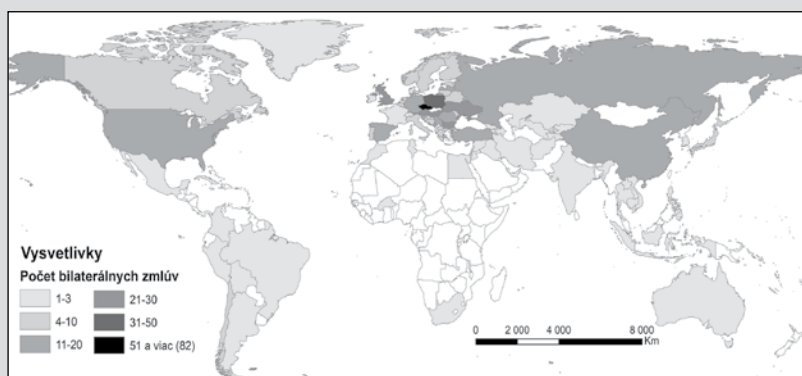 Vysvetlivky
Počet bilaterálnych zmlúv
1-3
4-10
11-20
21-30
31-50
51 a viac (82)
0 2 000 4 000 8 000
Km